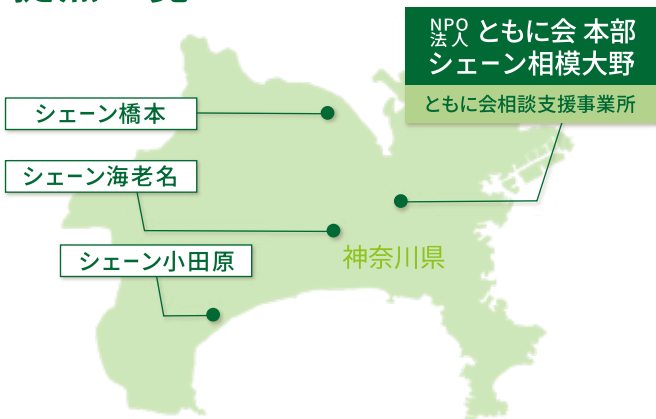 NPO法人 ともに会 本部
シェーン相模大野
ともに会相談支援事業所
シェーン橋本
シェーン海老名
シェーン小田原
神奈川県